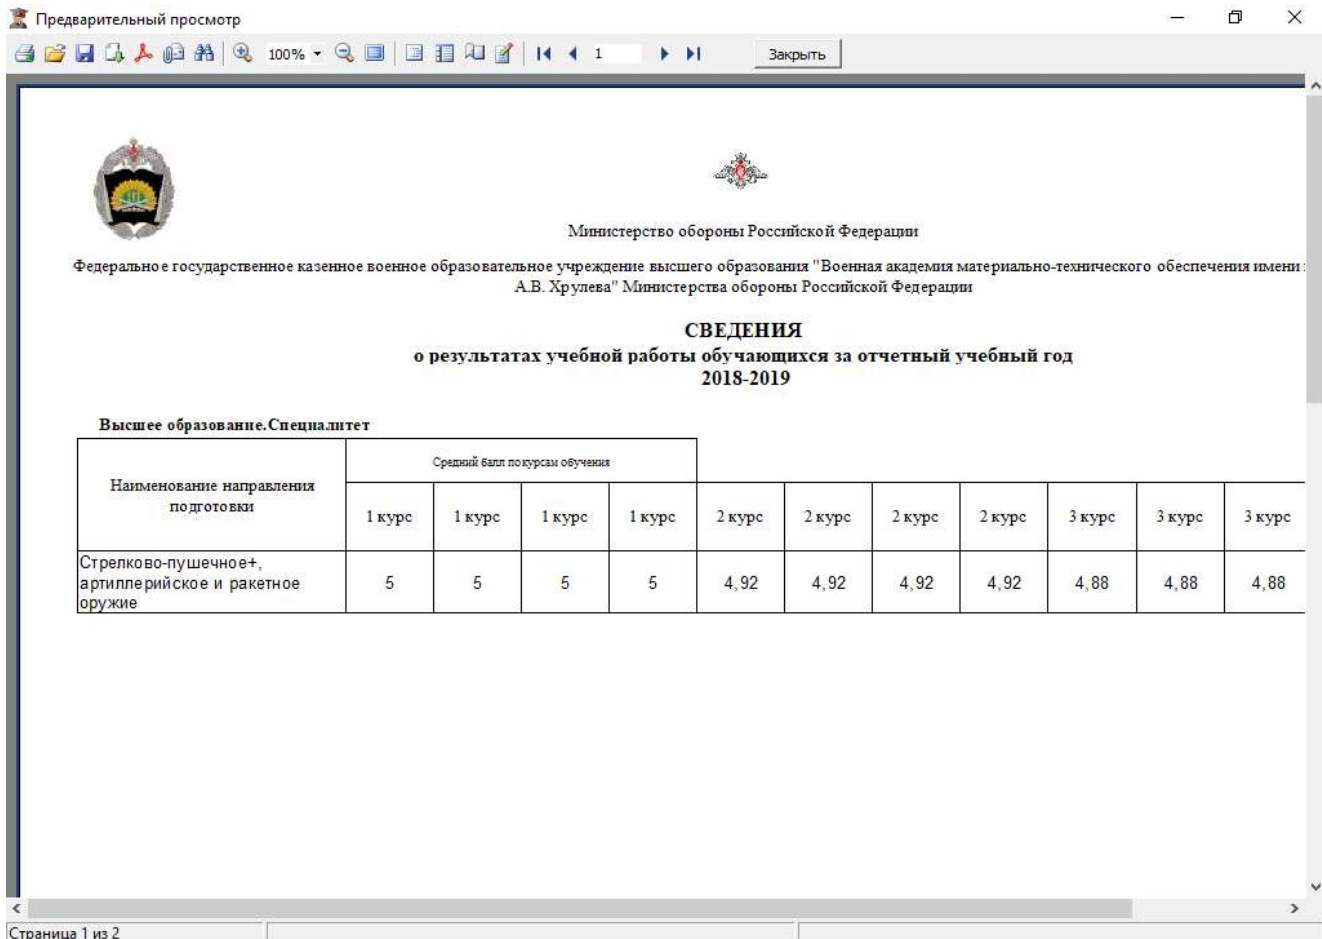 Предварительный просмотр
100%
1
Закрыть
Министерство обороны Российской Федерации
Федеральное государственное казенное военное образовательное учреждение высшего образования "Военная академия материально-технического обеспечения имени
А.В. Хрулева" Министерства обороны Российской Федерации
СВЕДЕНИЯ
о результатах учебной работы обучающихся за отчетный учебный год
2018-2019
Высшее образование.Специалитет
Средний балл по курсам обучения
Наименование направления
подготовки
1 курс 1 курс 1 курс 1 курс 2 курс 2 курс 2 курс 2 курс 3 курс 3 курс 3 курс
Стрелково-пушечное+,
артиллерийское и ракетное
оружие
5 5 5 5 4,92 4,92 4,92 4,92 4,88 4,88 4,88
Страница 1 из 2